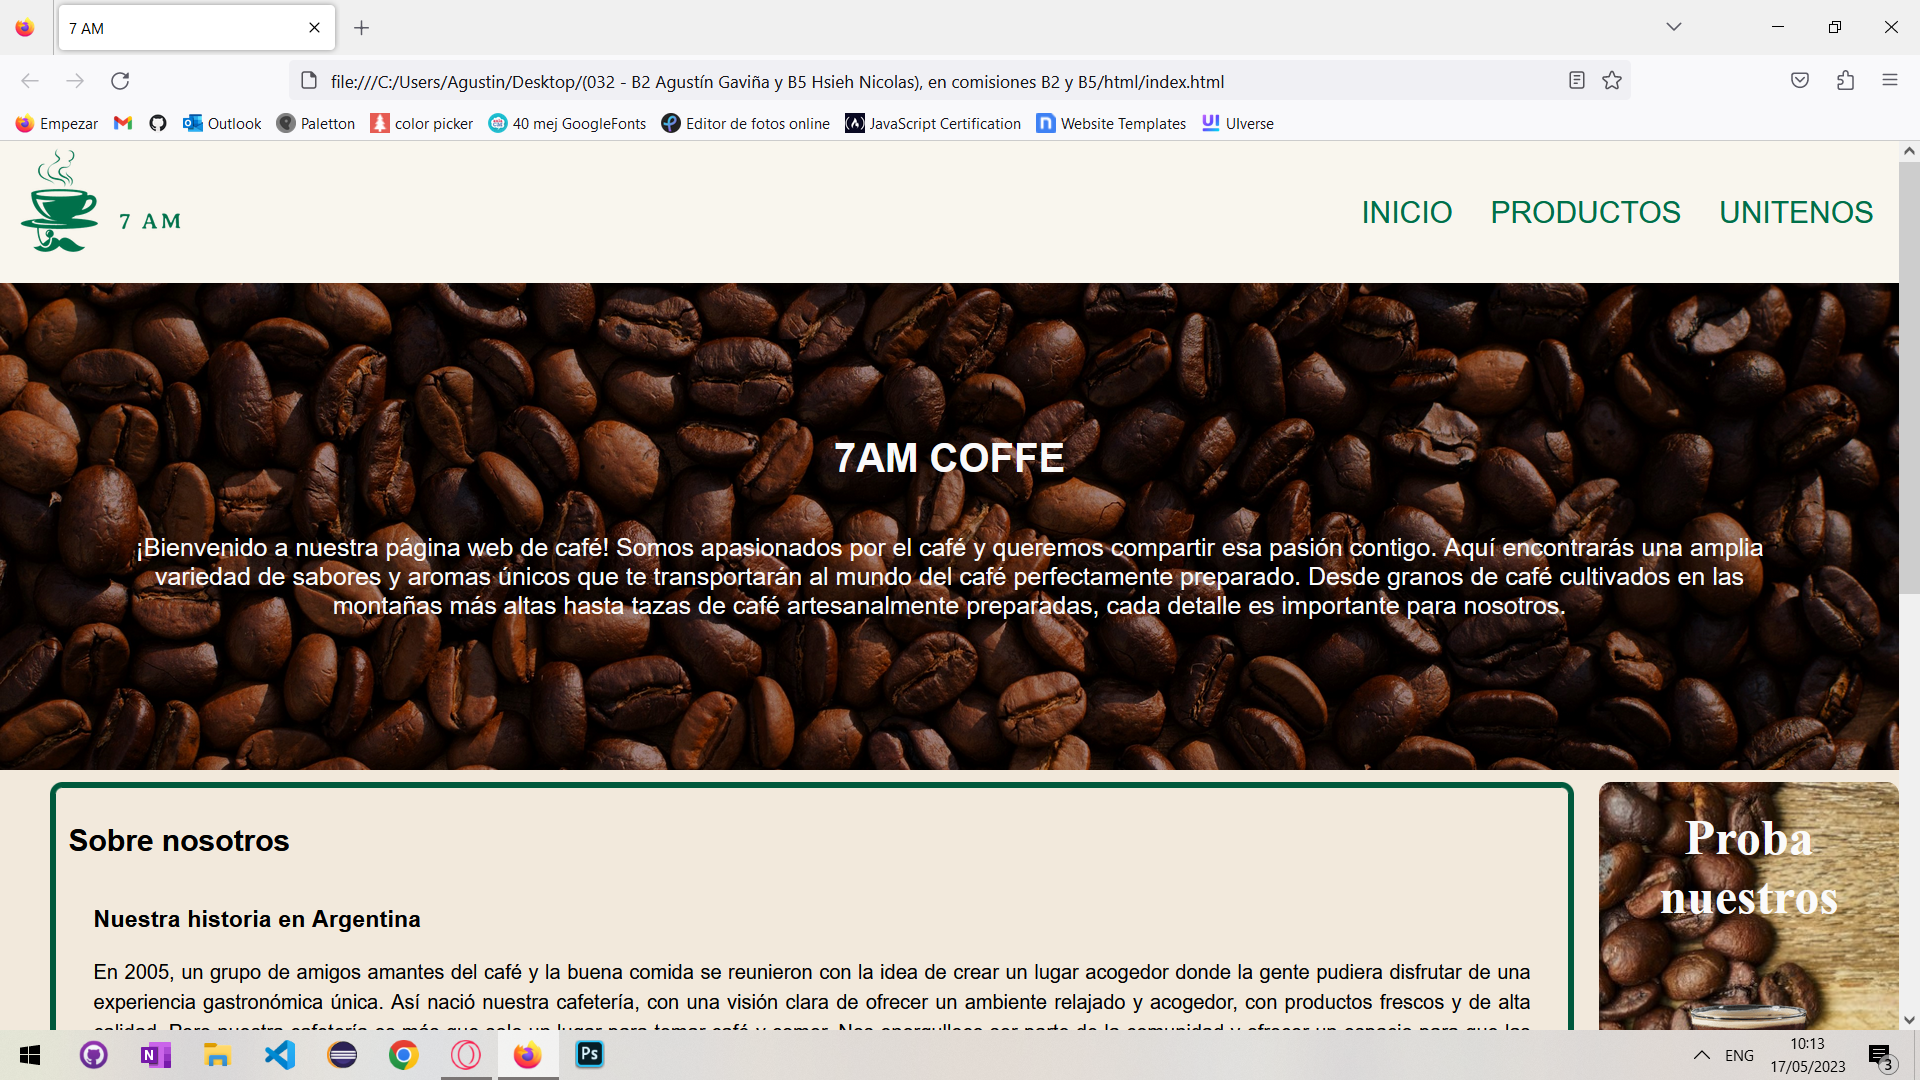 7 AM
file:///C:/Users/Agustin/Desktop/(032 - B2 Agustín Gaviña y B5 Hsieh Nicolas), en comisiones B2 y B5/html/index.html
Empezar Outlook Paletton color picker 40 mej GoogleFonts Editor de fotos online JavaScript Certification Website Templates UIverse
7 AM
INICIO PRODUCTOS UNITENOS
7AM COFFE
¡Bienvenido a nuestra página web de café! Somos apasionados por el café y queremos compartir esa pasión contigo. Aquí encontrarás una amplia
variedad de sabores y aromas únicos que te transportarán al mundo del café perfectamente preparado. Desde granos de café cultivados en las
montañas más altas hasta tazas de café artesanalmente preparadas, cada detalle es importante para nosotros.
Sobre nosotros
Nuestra historia en Argentina
En 2005, un grupo de amigos amantes del café y la buena comida se reunieron con la idea de crear un lugar acogedor donde la gente pudiera disfrutar de una
experiencia gastronómica única. Así nació nuestra cafetería, con una visión clara de ofrecer un ambiente relajado y acogedor, con productos frescos y de alta
Proba
nuestros
N
Ps
ENG
10:13
17/05/2023
3